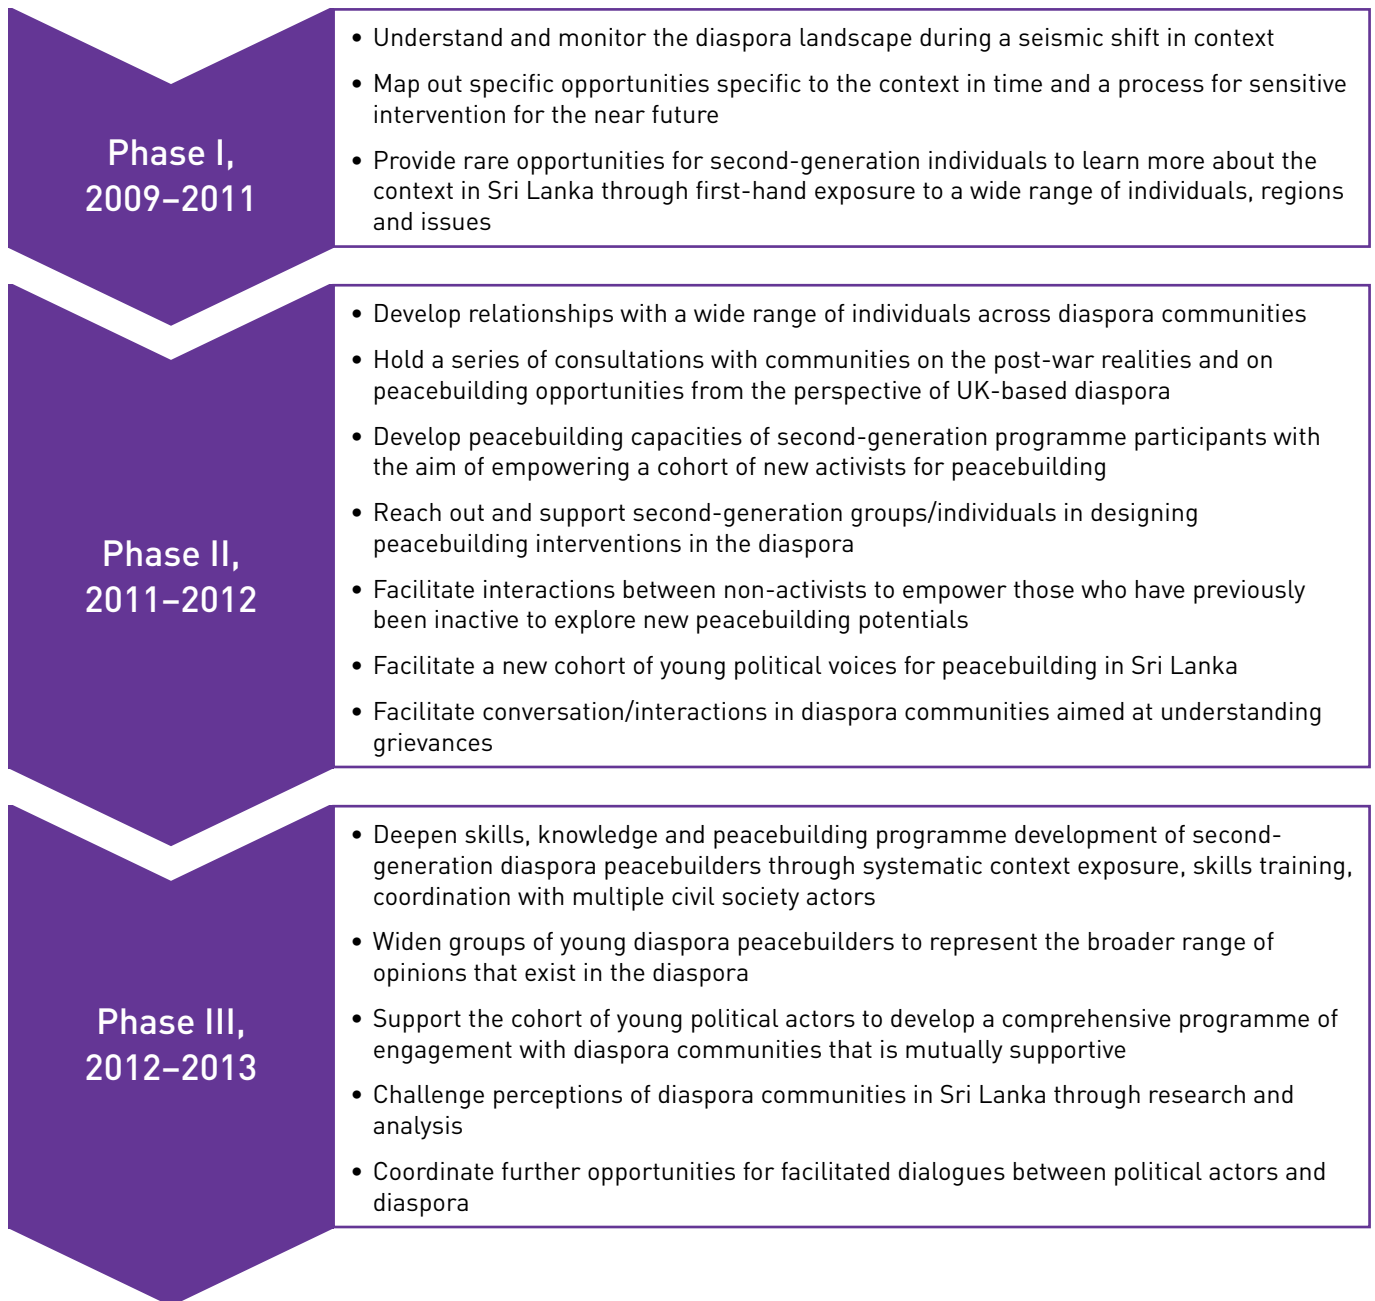 Phase I,
2009–2011
• Understand and monitor the diaspora landscape during a seismic shift in context
• Map out specific opportunities specific to the context in time and a process for sensitive
intervention for the near future
• Provide rare opportunities for second-generation individuals to learn more about the
context in Sri Lanka through first-hand exposure to a wide range of individuals, regions
and issues
Phase II,
2011–2012
• Develop relationships with a wide range of individuals across diaspora communities
• Hold a series of consultations with communities on the post-war realities and on
peacebuilding opportunities from the perspective of UK-based diaspora
• Develop peacebuilding capacities of second-generation programme participants with
the aim of empowering a cohort of new activists for peacebuilding
• Reach out and support second-generation groups/individuals in designing
peacebuilding interventions in the diaspora
• Facilitate interactions between non-activists to empower those who have previously
been inactive to explore new peacebuilding potentials
• Facilitate a new cohort of young political voices for peacebuilding in Sri Lanka
• Facilitate conversation/interactions in diaspora communities aimed at understanding
grievances
Phase III,
2012–2013
• Deepen skills, knowledge and peacebuilding programme development of second-
generation diaspora peacebuilders through systematic context exposure, skills training,
coordination with multiple civil society actors
• Widen groups of young diaspora peacebuilders to represent the broader range of
opinions that exist in the diaspora
• Support the cohort of young political actors to develop a comprehensive programme of
engagement with diaspora communities that is mutually supportive
• Challenge perceptions of diaspora communities in Sri Lanka through research and
analysis
• Coordinate further opportunities for facilitated dialogues between political actors and
diaspora